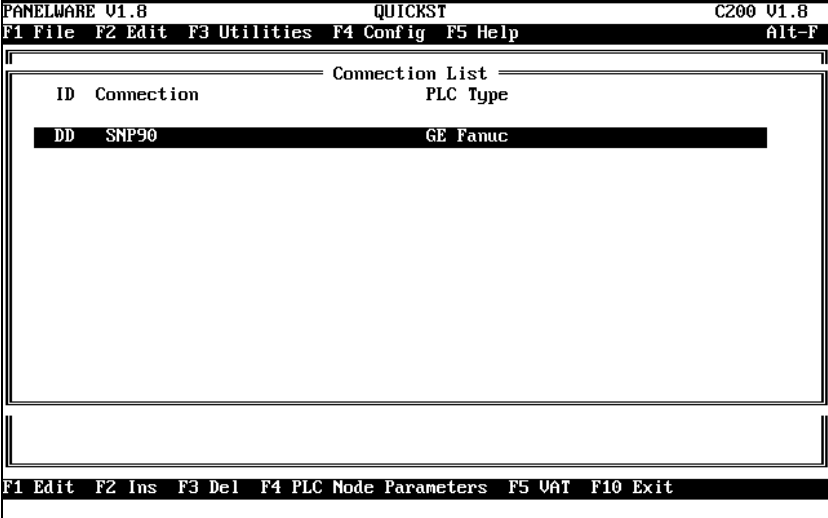 PANELWARE V1.8 QUICKST C200 V1.8
F1 File F2 Edit F3 Utilities F4 Config F5 Help Alt-F
Connection List
ID Connection PLC Type
DD SNP90 GE Fanuc
F1 Edit F2 Ins F3 Del F4 PLC Node Parameters F5 VAT F10 Exit